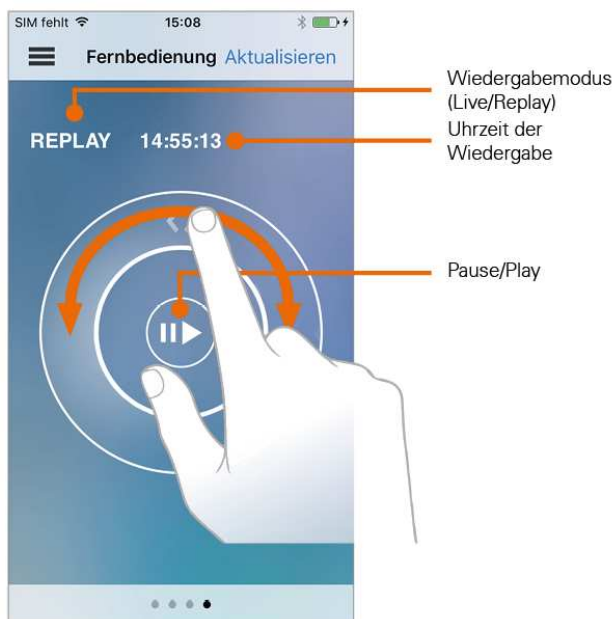 SIM fehlt 15:08
Fernbedienung Aktualisieren
REPLAY 14:55:13
Wiedergabemodus
(Live/Replay)
Uhrzeit der
Wiedergabe
Pause/Play